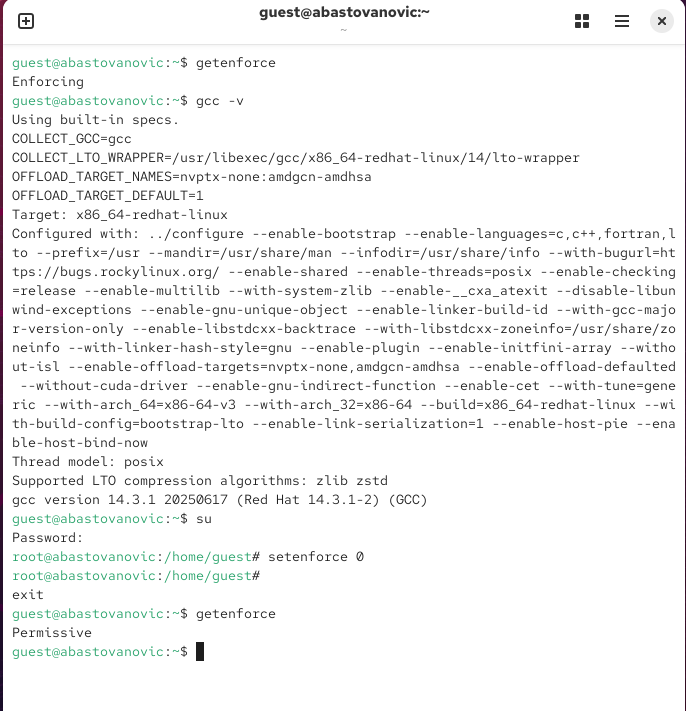 guest@abastovanovic:~
~
guest@abastovanovic:~$ getenforce
Enforcing
guest@abastovanovic:~$ gcc -v
Using built-in specs.
COLLECT_GCC=gcc
COLLECT_LTO_WRAPPER=/usr/libexec/gcc/x86_64-redhat-linux/14/lto-wrapper
OFFLOAD_TARGET_NAMES=nvptx-none:amdgcn-amdhsa
OFFLOAD_TARGET_DEFAULT=1
Target: x86_64-redhat-linux
Configured with: ../configure --enable-bootstrap --enable-languages=c,c++,fortran,l
to --prefix=/usr --mandir=/usr/share/man --infodir=/usr/share/info --with-bugurl=ht
tps://bugs.rockylinux.org/ --enable-shared --enable-threads=posix --enable-checking
=release --enable-multilib --with-system-zlib --enable-__cxa_atexit --disable-libun
wind-exceptions --enable-gnu-unique-object --enable-linker-build-id --with-gcc-majo
r-version-only --enable-libstdcxx-backtrace --with-libstdcxx-zoneinfo=/usr/share/zo
neinfo --with-linker-hash-style=gnu --enable-plugin --enable-initfini-array --witho
ut-isl --enable-offload-targets=nvptx-none,amdgcn-amdhsa --enable-offload-defaulted
 --without-cuda-driver --enable-gnu-indirect-function --enable-cet --with-tune=gene
ric --with-arch_64=x86-64-v3 --with-arch_32=x86-64 --build=x86_64-redhat-linux --wi
th-build-config=bootstrap-lto --enable-link-serialization=1 --enable-host-pie --ena
ble-host-bind-now
Thread model: posix
Supported LTO compression algorithms: zlib zstd
gcc version 14.3.1 20250617 (Red Hat 14.3.1-2) (GCC)
guest@abastovanovic:~$ su
Password:
root@abastovanovic:/home/guest# setenforce 0
root@abastovanovic:/home/guest#
exit
guest@abastovanovic:~$ getenforce
Permissive
guest@abastovanovic:~$